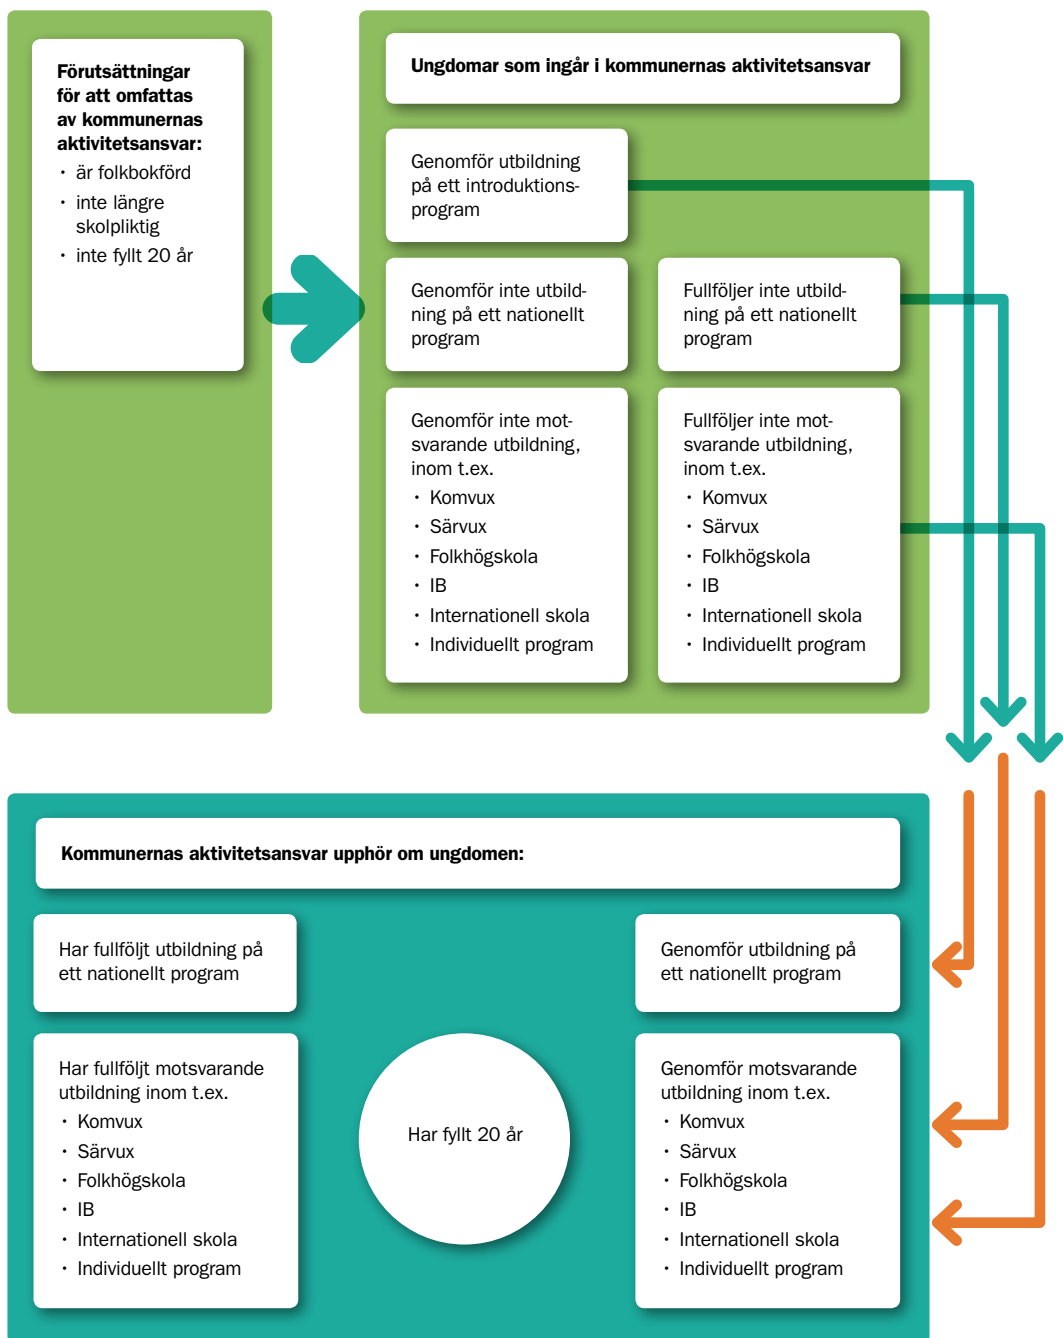 Förutsättningar
för att omfattas
av kommunernas
aktivitetsansvar:
· är folkbokförd
· inte längre
skolpliktig
· inte fyllt 20 år
Ungdomar som ingår i kommunernas aktivitetsansvar
Genomför utbildning
på ett introduktions-
program
Genomför inte utbild-
ning på ett nationellt
program
Fullföljer inte utbild-
ning på ett nationellt
program
Genomför inte mot-
svarande utbildning,
inom t.ex.
· Komvux
· Särvux
· Folkhögskola
· IB
· Internationell skola
· Individuellt program
Fullföljer inte mot-
svarande utbildning,
inom t.ex.
· Komvux
· Särvux
· Folkhögskola
· IB
· Internationell skola
· Individuellt program
Kommunernas aktivitetsansvar upphör om ungdomen:
Har fullföljt utbildning på
ett nationellt program
Genomför utbildning på
ett nationellt program
Har fullföljt motsvarande
utbildning inom t.ex.
· Komvux
· Särvux
· Folkhögskola
· IB
· Internationell skola
· Individuellt program
Har fyllt 20 år
Genomför motsvarande
utbildning inom t.ex.
· Komvux
· Särvux
· Folkhögskola
· IB
· Internationell skola
· Individuellt program